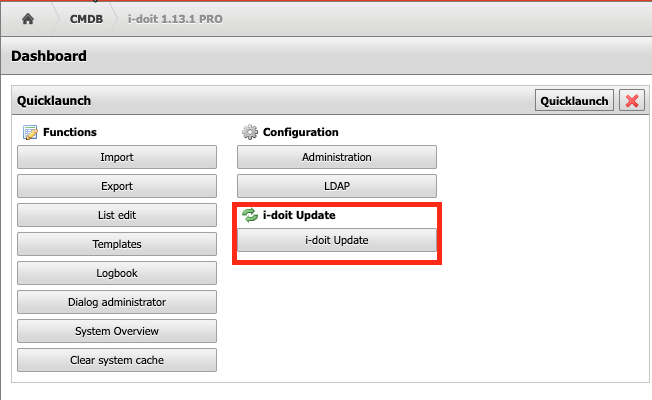 CMDB
i-doit 1.13.1 PRO
Dashboard
Quicklaunch
Quicklaunch
Functions
Import
Export
List edit
Templates
Logbook
Dialog administrator
System Overview
Clear system cache
Configuration
Administration
LDAP
i-doit Update
i-doit Update